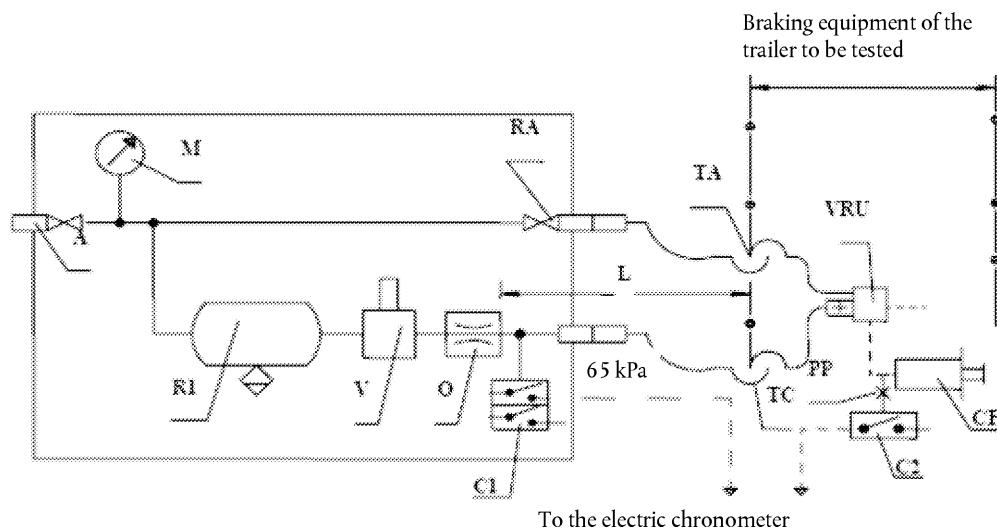 Braking equipment of the
trailer to be tested
M
RA
TA
A
VRU
L
R1
V
O
65 kPa
PP
TC
CF
C1
C2
To the electric chronometer